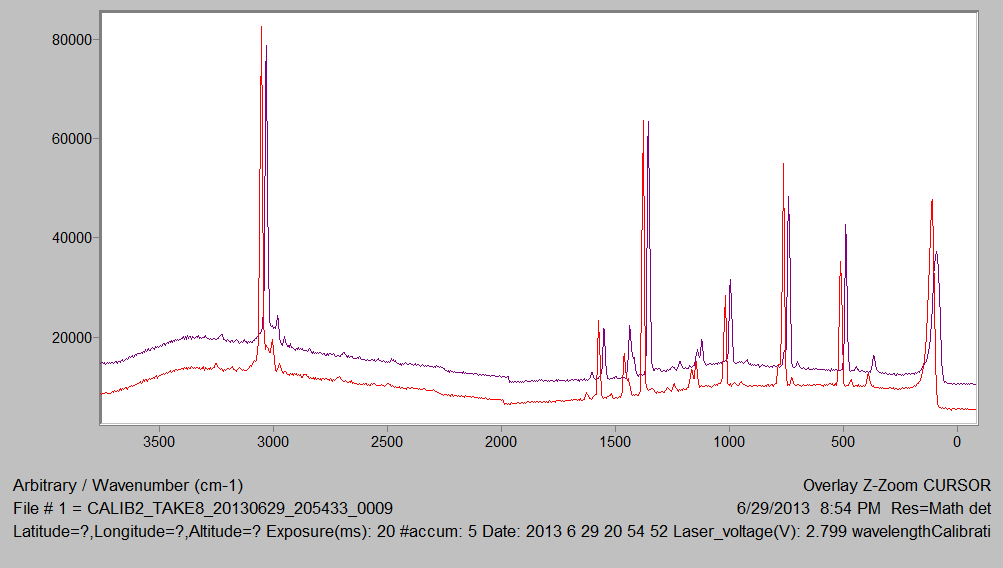 80000
60000
40000
20000
3500 3000 2500 2000 1500 1000 500 0
Arbitrary / Wavenumber (cm-1) Overlay Z-Zoom CURSOR
File # 1 = CALIB2_TAKE8_20130629_205433_0009 6/29/2013 8:54 PM Res=Math det
Latitude=?,Longitude=?,Altitude=? Exposure(ms): 20 #accum: 5 Date: 2013 6 29 20 54 52 Laser_voltage(V): 2.799 wavelengthCalibrati